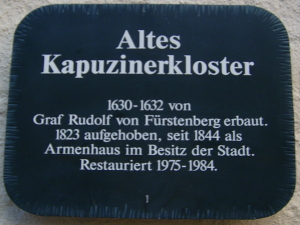 Altes
Kapuzinerkloster
1630-1632 von
Graf Rudolf von Fürstenberg erbaut.
1823 aufgehoben, seit 1844 als
Armenhaus im Besitz der Stadt.
Restauriert 1975-1984.
1